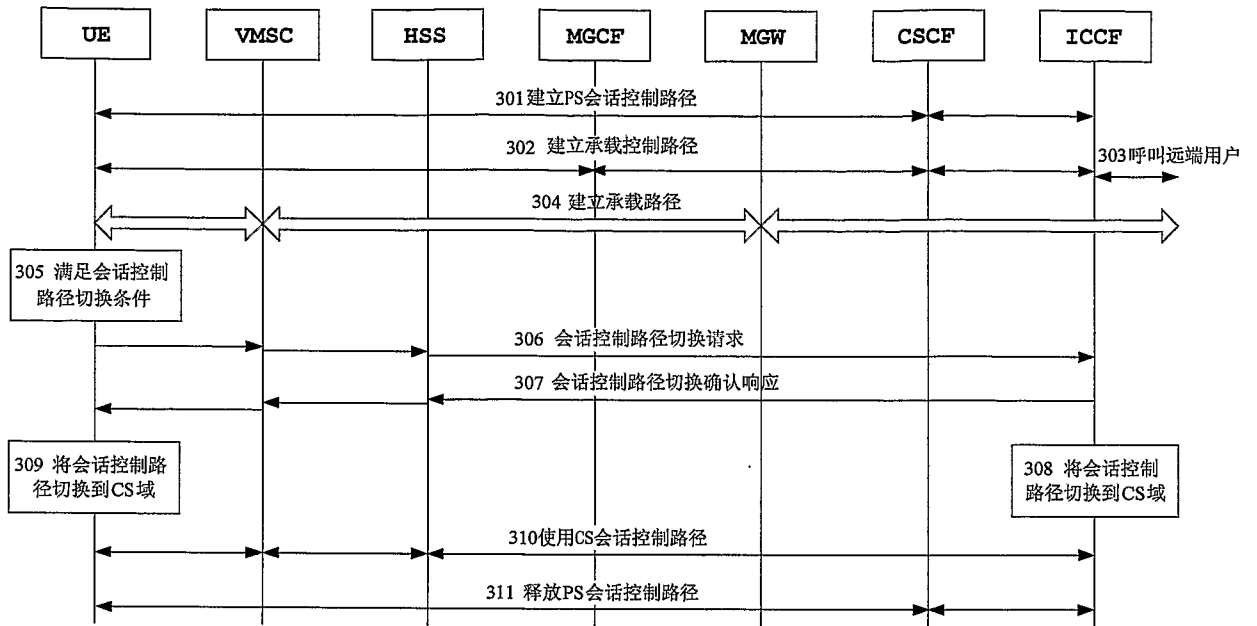 UE VMSC HSS MGCF MGW CSCF ICCF
301建立PS会话控制路径
302 建立承载控制路径
303呼叫远端用户
304 建立承载路径
305 满足会话控制
路径切换条件
306 会话控制路径切换请求
307 会话控制路径切换确认响应
309 将会话控制路
径切换到CS域
308 将会话控制
路径切换到CS域
310使用CS会话控制路径
311 释放PS会话控制路径